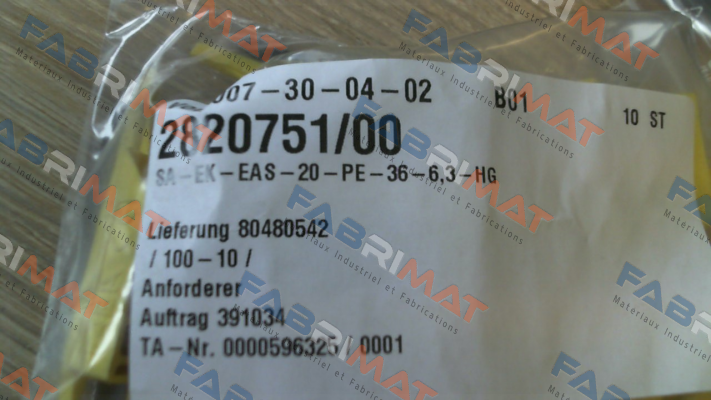 007-30-04-02 B01 10 ST
2820751/00
SA-EK-EAS-20-PE-36-6,3-HG
Lieferung 80480542
/ 100-10 /
Anforderer
Auftrag 391034
TA-Nr. 0000596325 / 0001
FABRIMAT
Materiaux Industriel et Fabrications